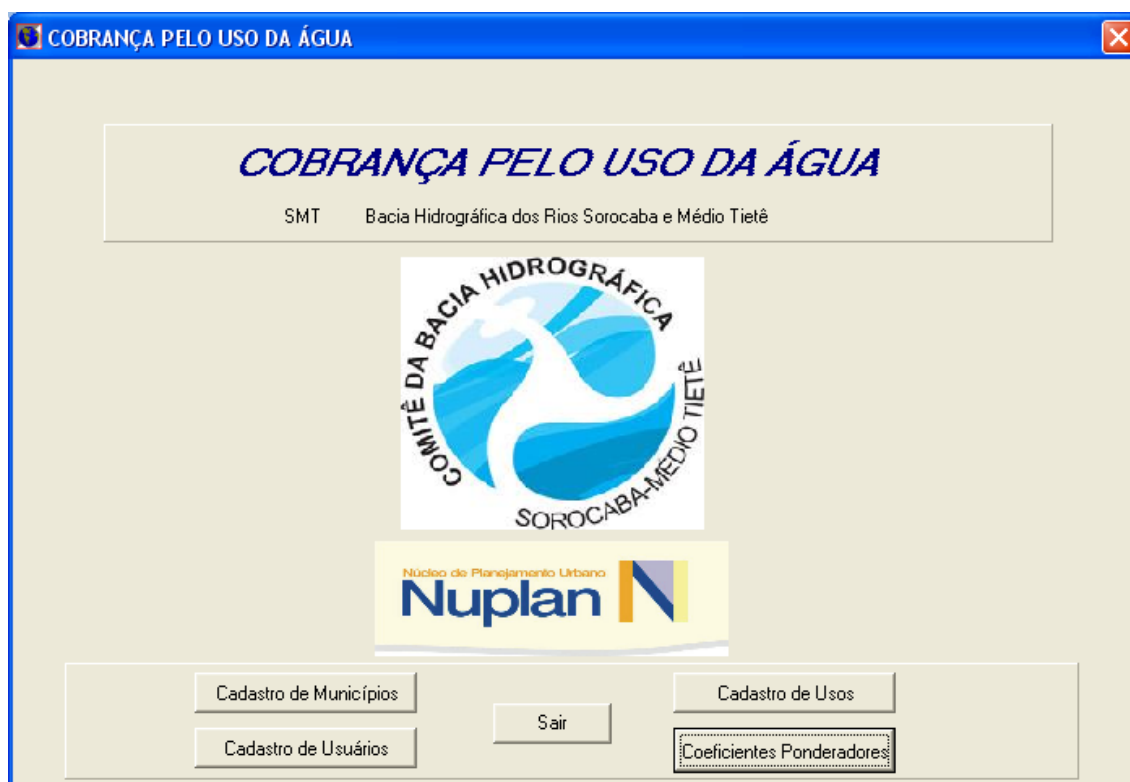 COBRANÇA PELO USO DA ÁGUA
COBRANÇA PELO USO DA ÁGUA
SMT Bacia Hidrográfica dos Rios Sorocaba e Médio Tietê
COMITÊ DA BACIA HIDROGRÁFICA
SOROCABA-MÉDIO TIETÊ
Núcleo de Planejamento Urbano
Nuplan N
Cadastro de Municípios
Cadastro de Usos
Sair
Cadastro de Usuários
Coeficientes Ponderadores